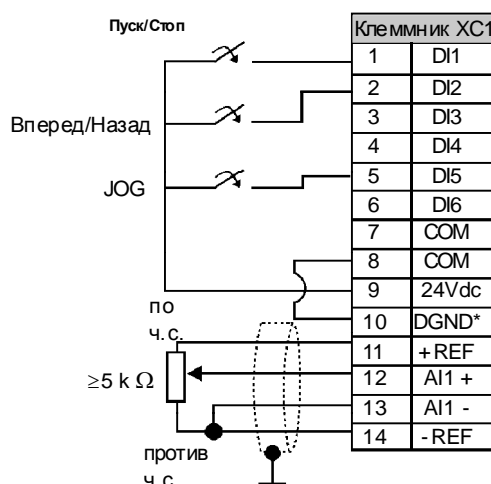 Пуск/Стоп
Клеммник XC1
1 DI1
2 DI2
Вперед/Назад
3 DI3
4 DI4
JOG
5 DI5
6 DI6
7 COM
8 COM
9 24Vdc
по
ч.с.
10 DGND*
11 +REF
≥5 k Ω
12 AI1 +
13 AI1 -
14 -REF
против
ч.с